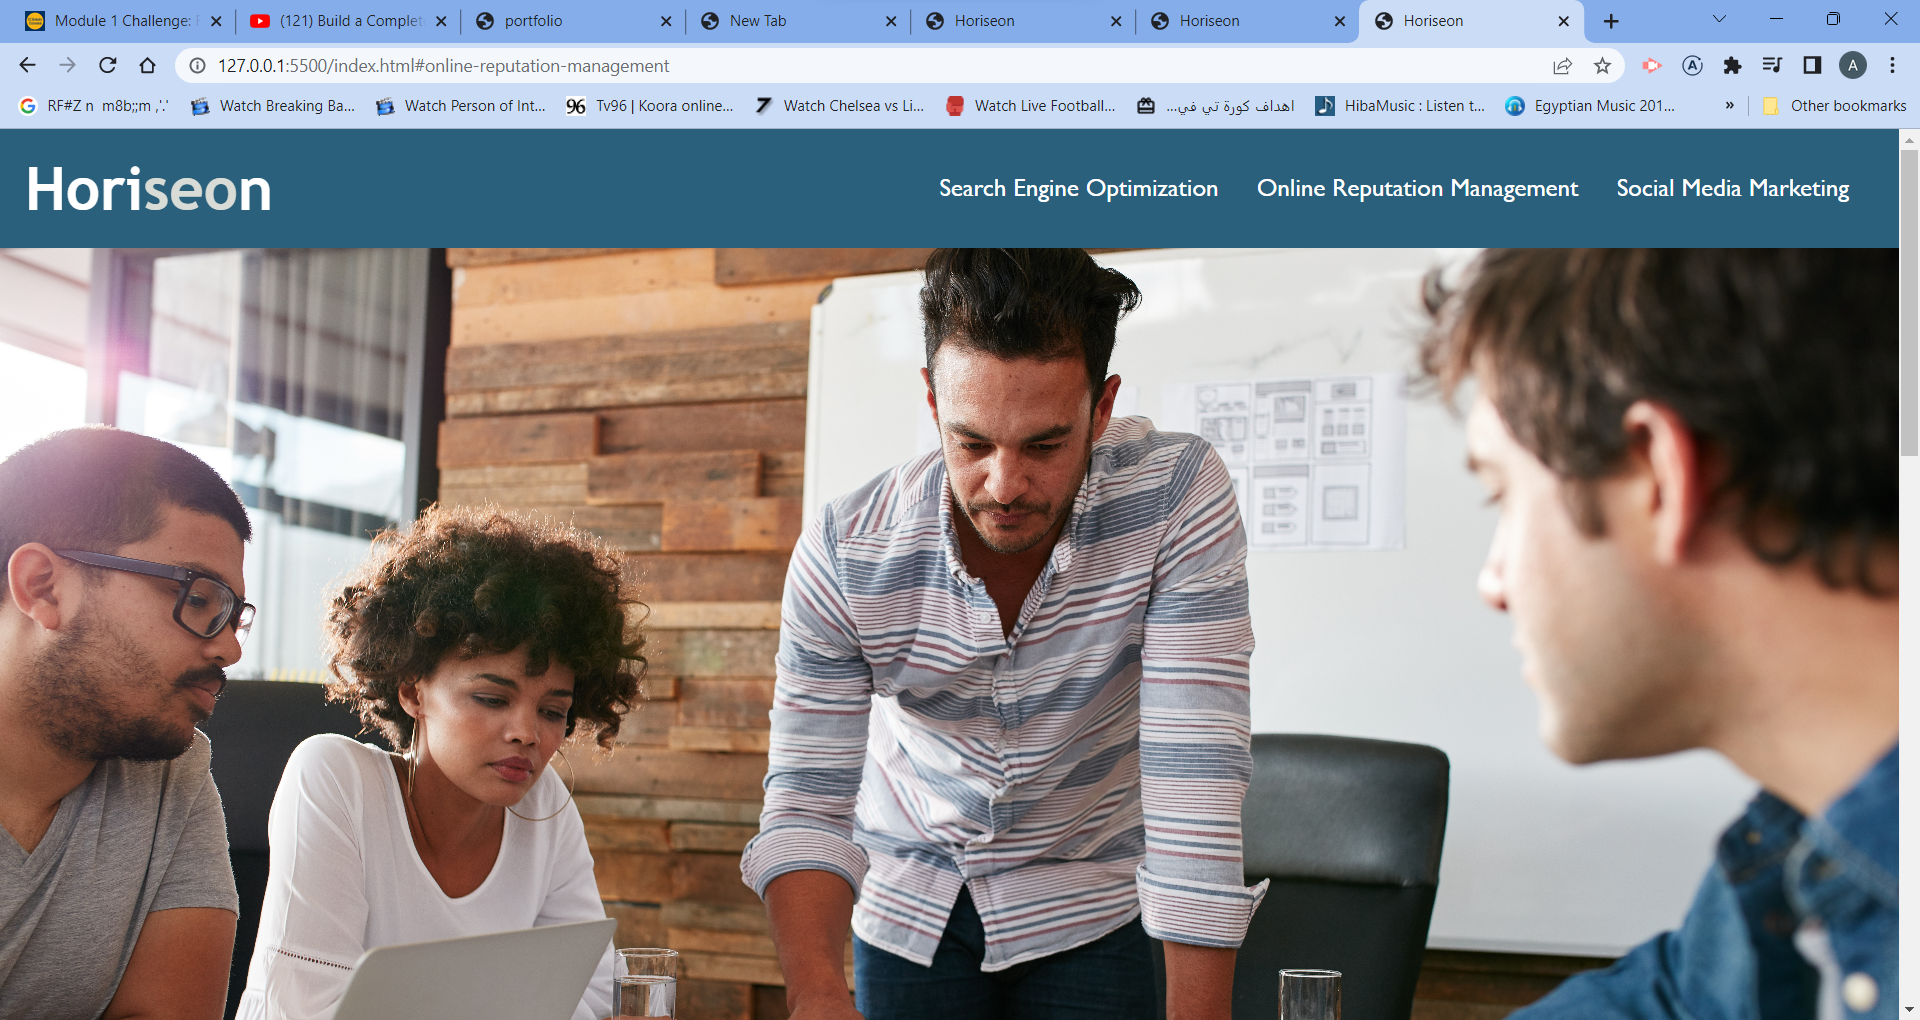 Module 1 Challenge:
(121) Build a Complet
portfolio
New Tab
Horiseon
Horiseon
Horiseon
127.0.0.1:5500/index.html#online-reputation-management
A
A
RF#Z n m8b;;m ,'.'
Watch Breaking Ba...
Watch Person of Int...
96
Tv96 | Koora online...
7
Watch Chelsea vs Li...
Watch Live Football...
اهداف كورة تي في...
HibaMusic : Listen t...
Egyptian Music 201...
»
Other bookmarks
Horiseon
Search Engine Optimization
Online Reputation Management
Social Media Marketing